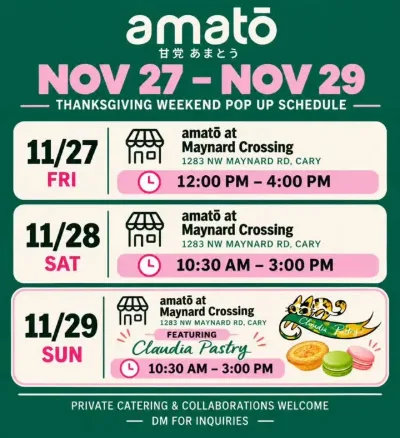 amatō
甘党 あまとう
NOV 27 – NOV 29
THANKSGIVING WEEKEND POP UP SCHEDULE
11/27
FRI
amatō at
Maynard Crossing
1283 NW MAYNARD RD, CARY
12:00 PM – 4:00 PM
11/28
SAT
amatō at
Maynard Crossing
1283 NW MAYNARD RD, CARY
10:30 AM – 3:00 PM
11/29
SUN
amatō at
Maynard Crossing
1283 NW MAYNARD RD, CARY
FEATURING
Claudia Pastry
10:30 AM – 3:00 PM
Claudia Pastry
PRIVATE CATERING & COLLABORATIONS WELCOME
DM FOR INQUIRIES